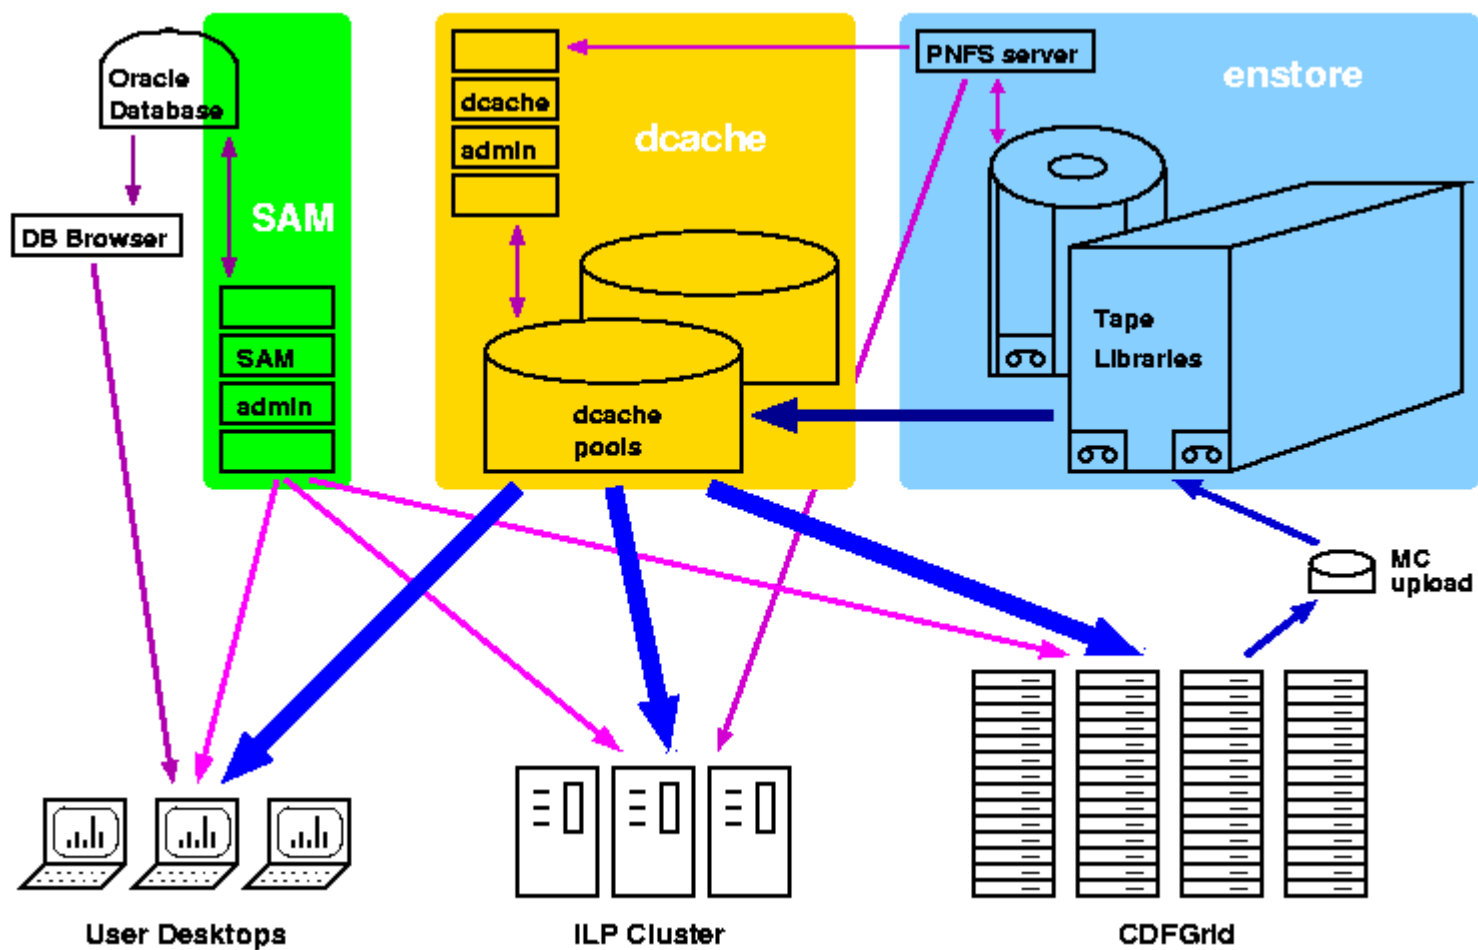 Oracle
Database
DB Browser
SAM
SAM
admin
dcache
admin
dcache
dcache
pools
PNFS server
enstore
Tape
Libraries
MC
upload
User Desktops
ILP Cluster
CDFGrid